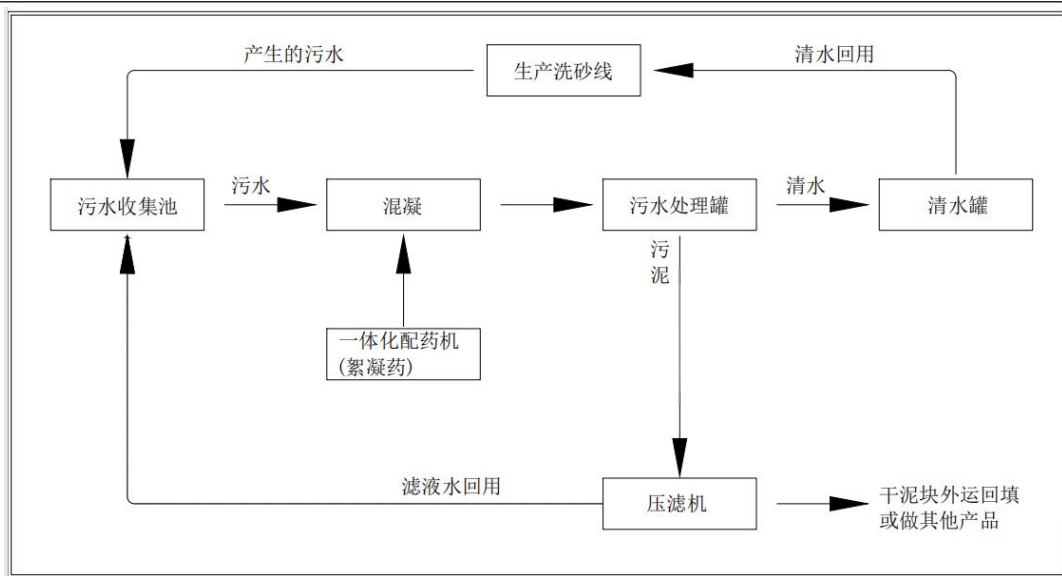 产生的污水
生产洗砂线
清水回用
污水收集池
污水
混凝
污水处理罐
清水
清水罐
污
泥
一体化配药机
(絮凝药)
滤液水回用
压滤机
干泥块外运回填
或做其他产品